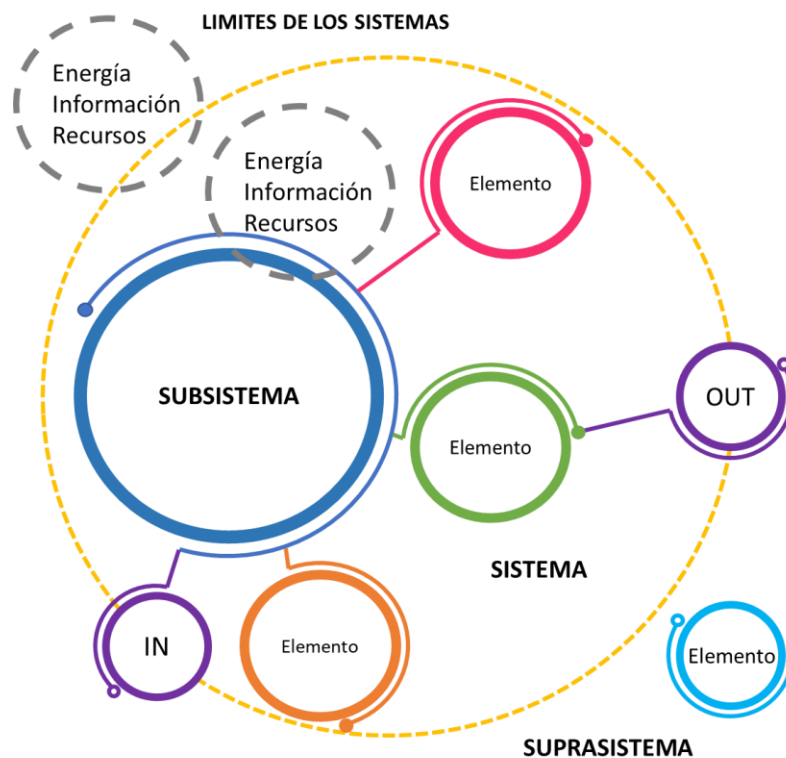 LIMITES DE LOS SISTEMAS
Energía
Información
Recursos
Energía
Información
Recursos
Elemento
SUBSISTEMA
OUT
Elemento
SISTEMA
IN
Elemento
Elemento
SUPRASISTEMA